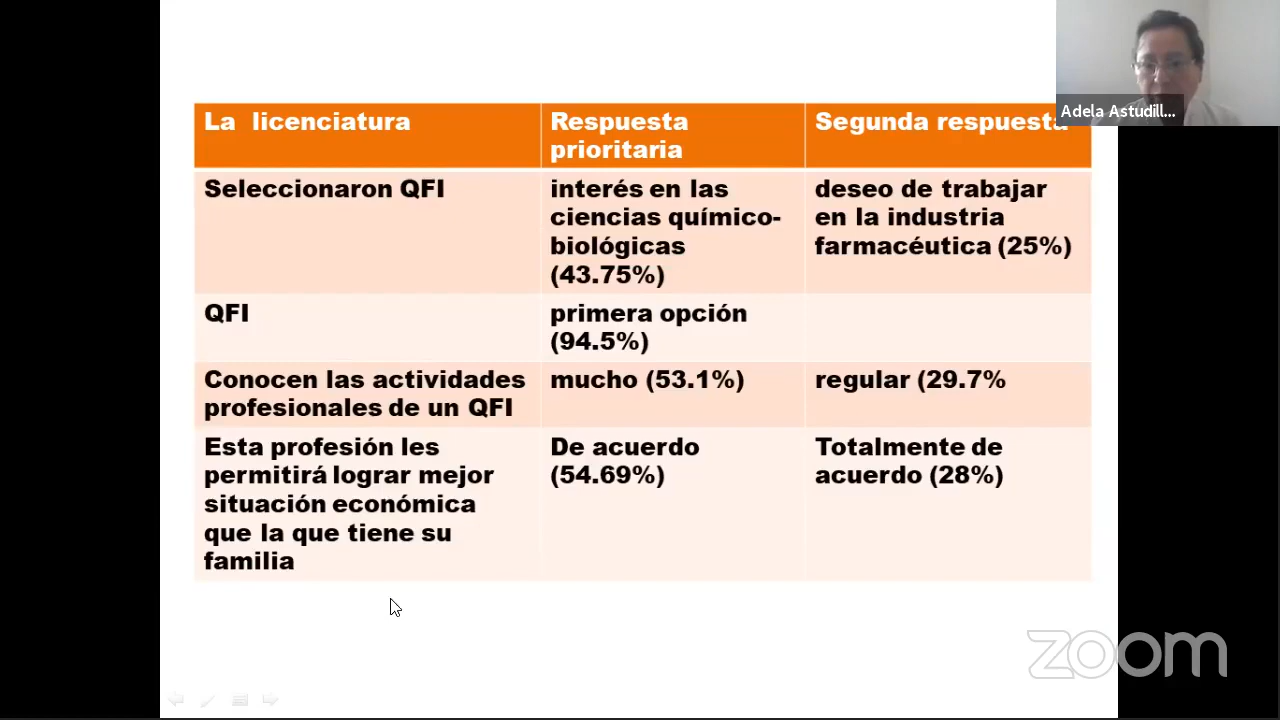 La licenciatura
Respuesta
prioritaria
Segunda respuesta
Seleccionaron QFI
interés en las
ciencias químico-
biológicas
(43.75%)
deseo de trabajar
en la industria
farmacéutica (25%)
QFI
primera opción
(94.5%)
Conocen las actividades
profesionales de un QFI
mucho (53.1%)
regular (29.7%
Esta profesión les
permitirá lograr mejor
situación económica
que la que tiene su
familia
De acuerdo
(54.69%)
Totalmente de
acuerdo (28%)
Adela Astudill...
zoom